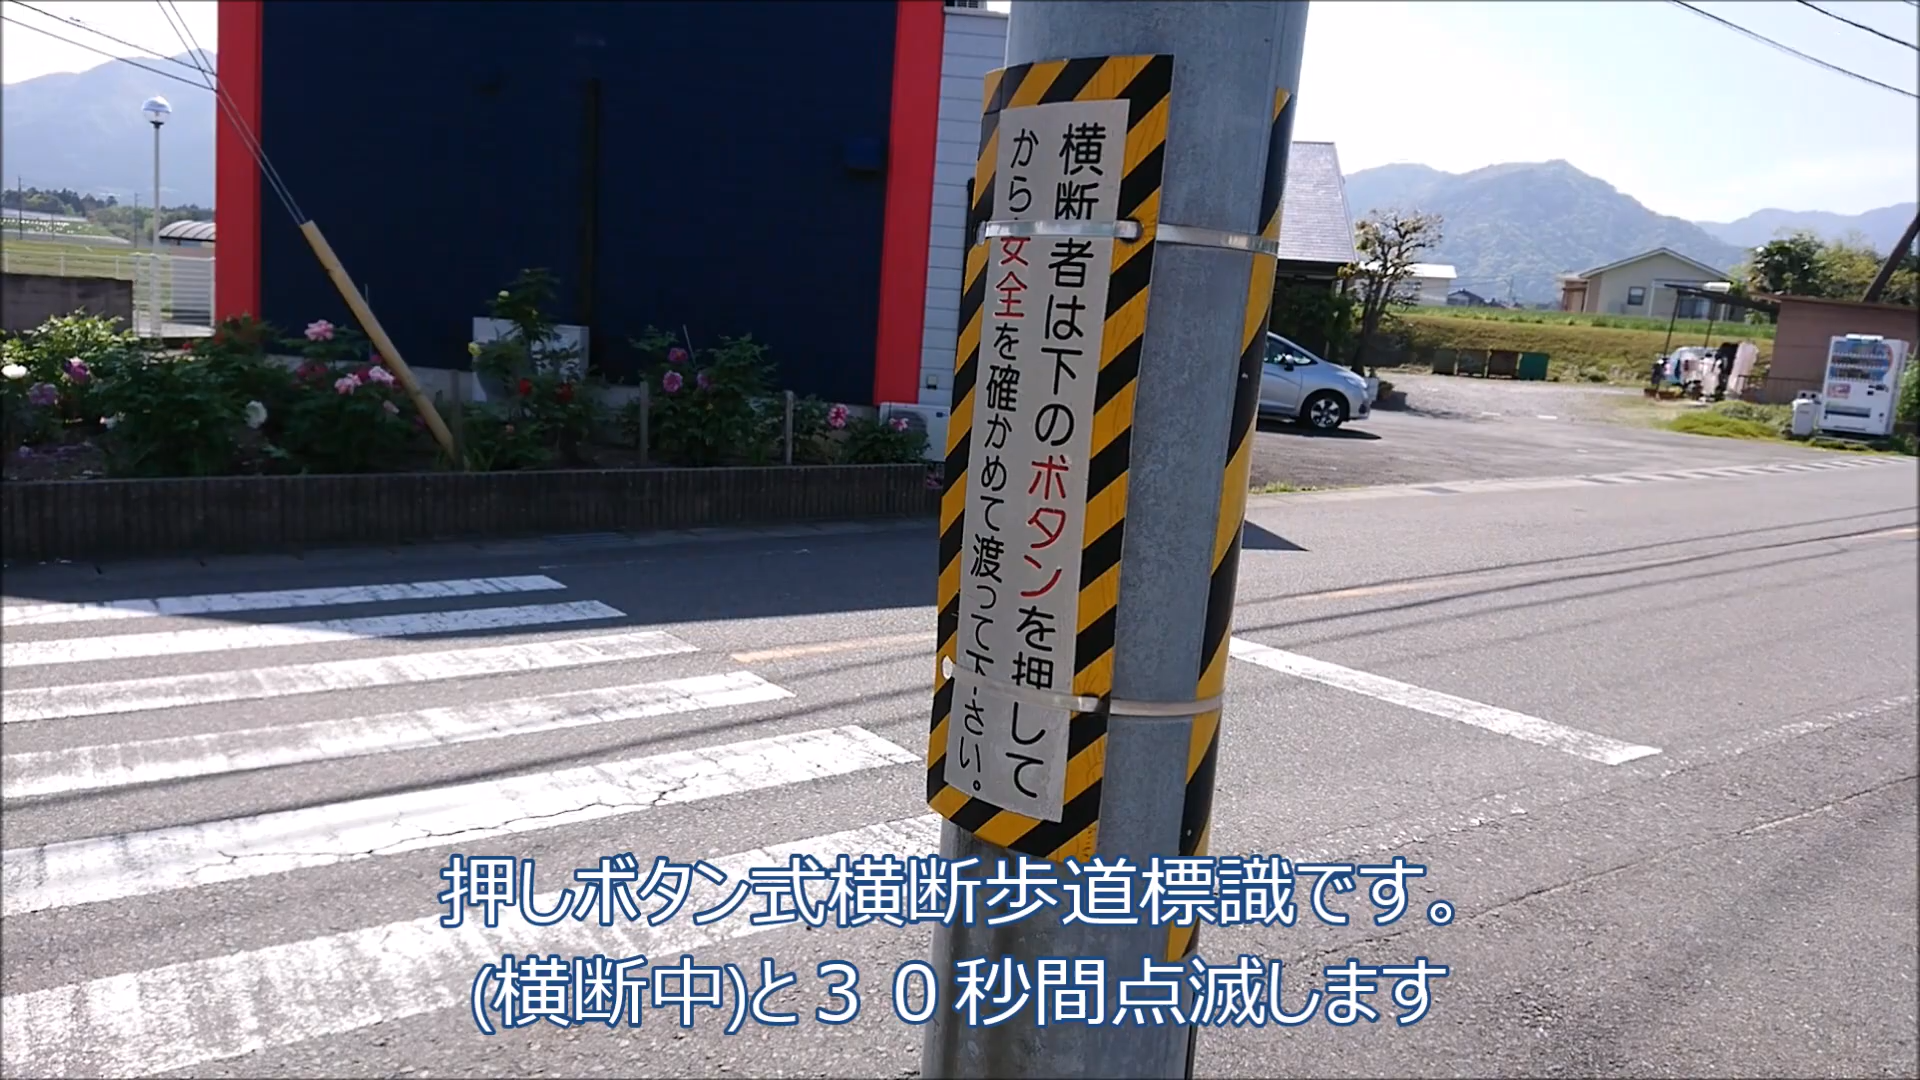 横断者は下のボタンを押して
から安全を確かめて渡って下さい。
押しボタン式横断歩道標識です。
(横断中)と３０秒間点滅します